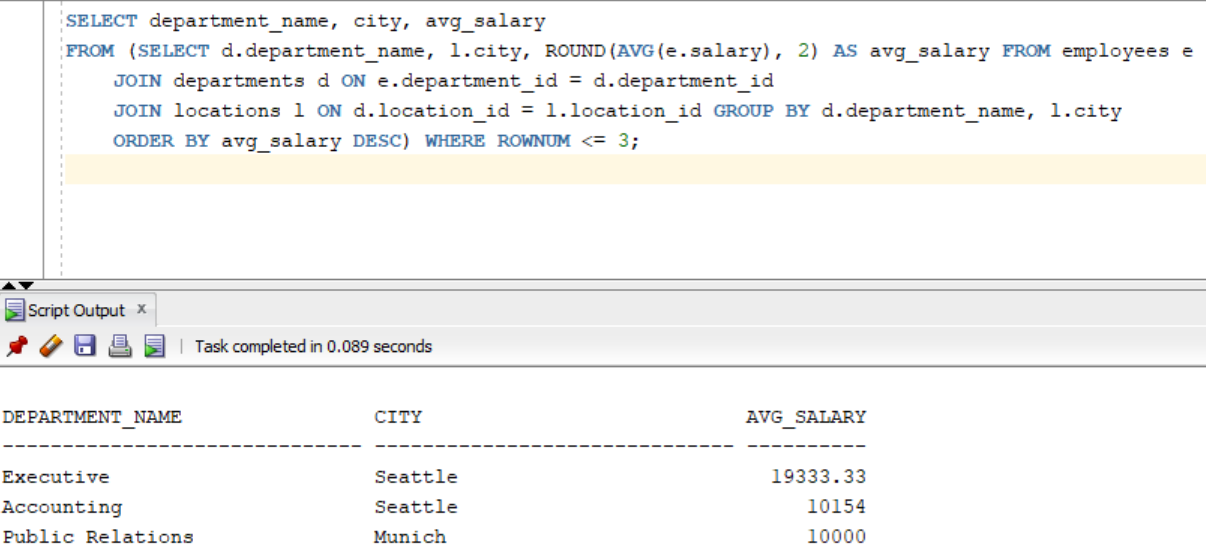 SELECT department_name, city, avg_salary
FROM (SELECT d.department_name, l.city, ROUND(AVG(e.salary), 2) AS avg_salary FROM employees e
JOIN departments d ON e.department_id = d.department_id
JOIN locations l ON d.location_id = l.location_id GROUP BY d.department_name, l.city
ORDER BY avg_salary DESC) WHERE ROWNUM <= 3;
Script Output x
| Task completed in 0.089 seconds
DEPARTMENT_NAME CITY AVG_SALARY
------------------------------ ------------------------------ ----------
Executive Seattle 19333.33
Accounting Seattle 10154
Public Relations Munich 10000